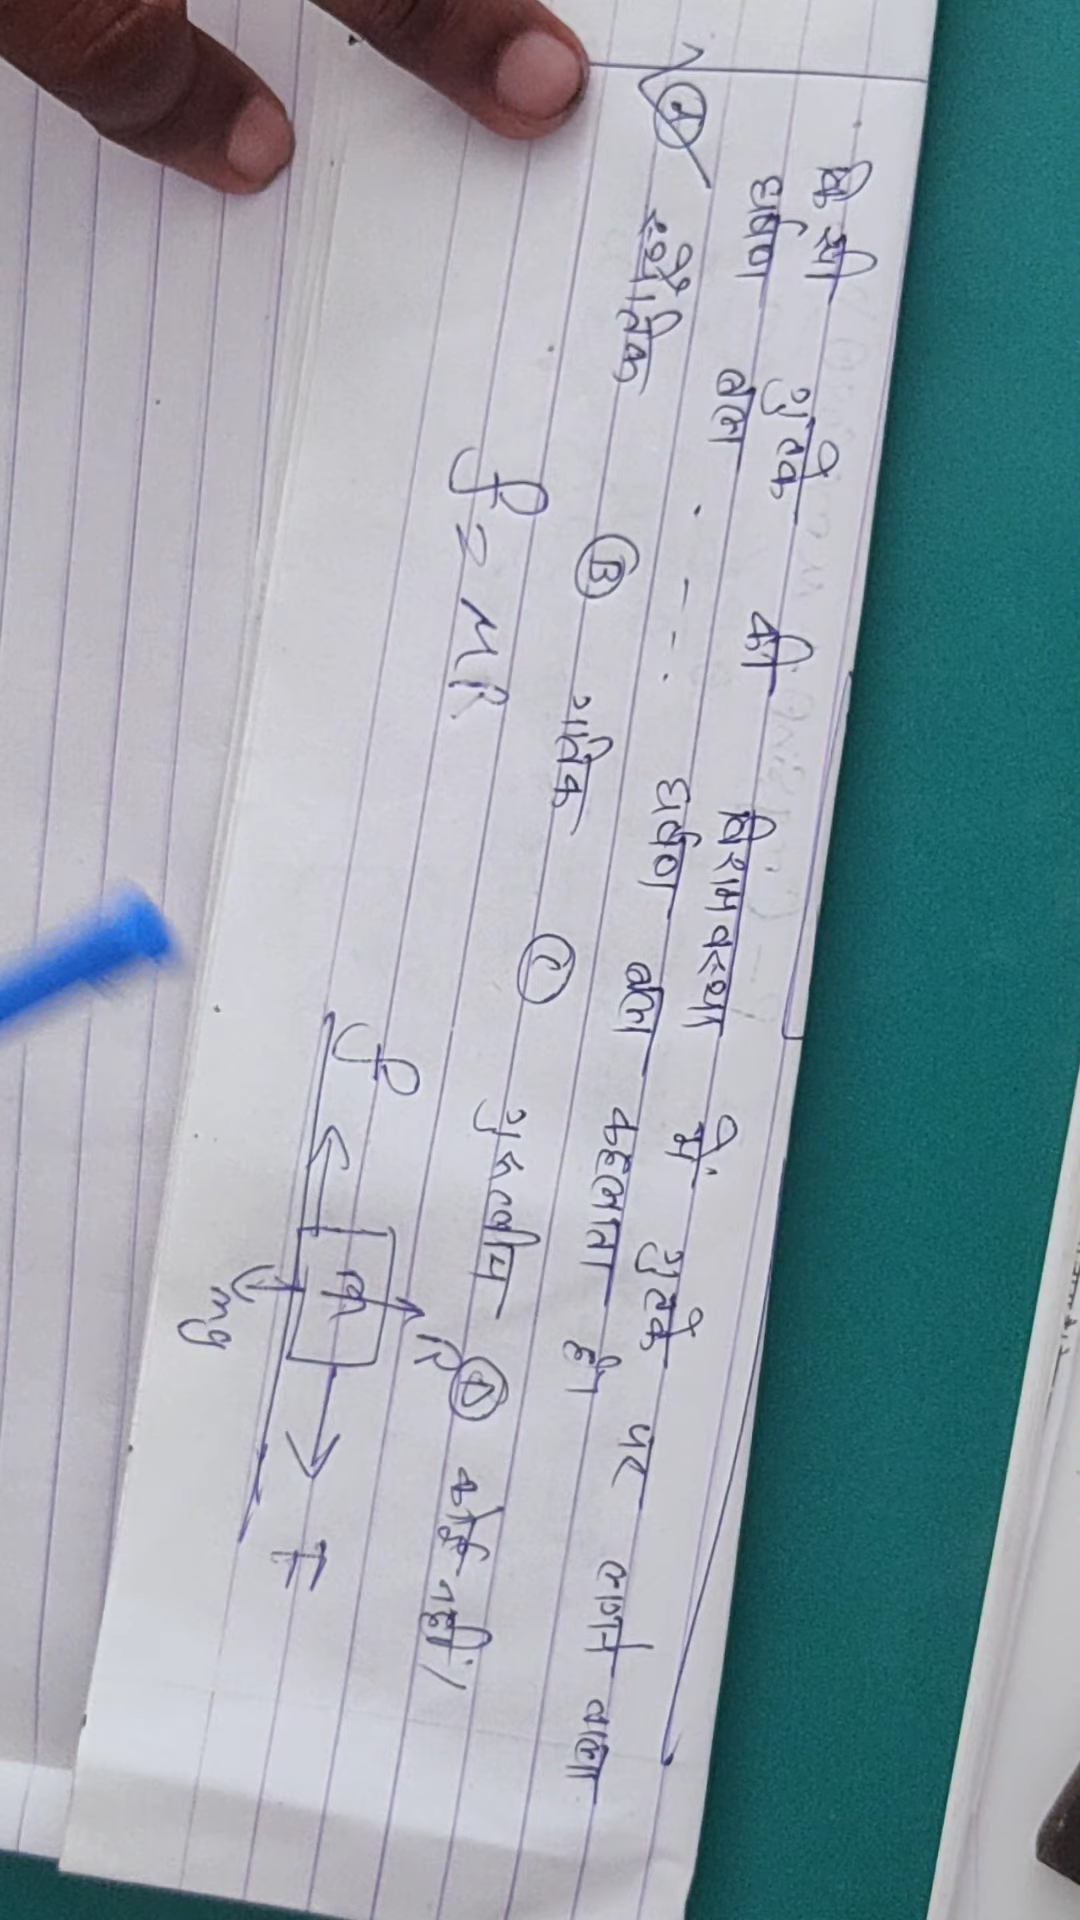 किसी गुटके की विरामवस्था में गुटके पर लगने वाला
घर्षण बल . - - . घर्षण बल कहलाता है।
A स्थैतिक B गतिक C गुरुत्वीय D कोई नहीं।
f = μR
f m R F
mg